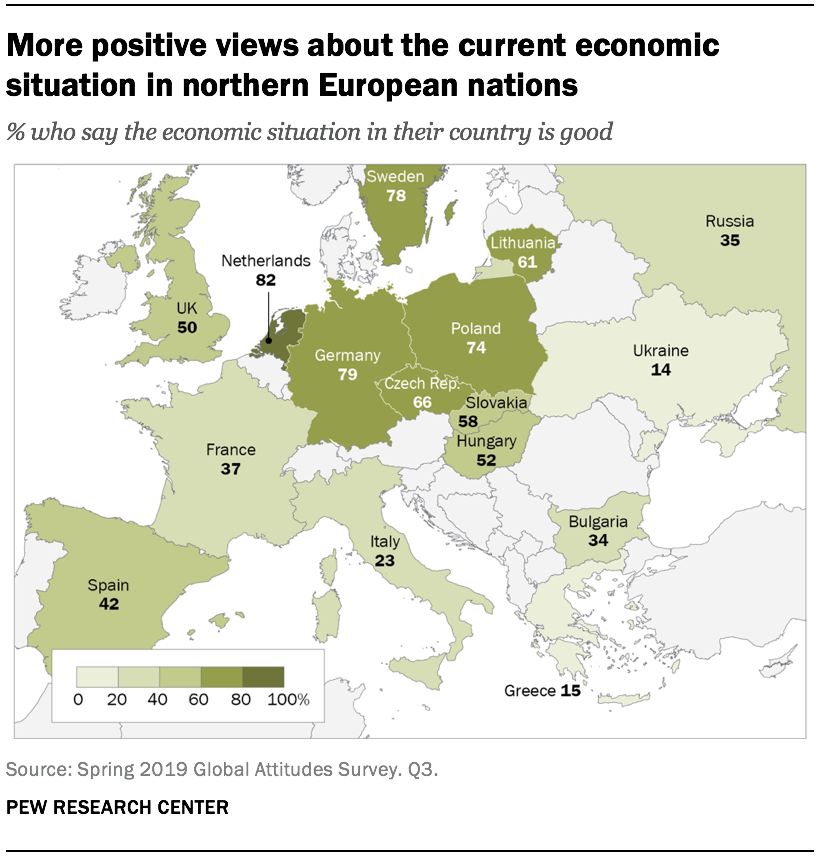 More positive views about the current economic
situation in northern European nations
% who say the economic situation in their country is good
Sweden
78
Russia
35
Lithuania
61
Netherlands
82
UK
50
Poland
74
Ukraine
14
Germany
79
Czech Rep.
66
Slovakia
58
Hungary
52
France
37
Bulgaria
34
Italy
23
Spain
42
Greece 15
0 20 40 60 80 100%
Source: Spring 2019 Global Attitudes Survey. Q3.
PEW RESEARCH CENTER